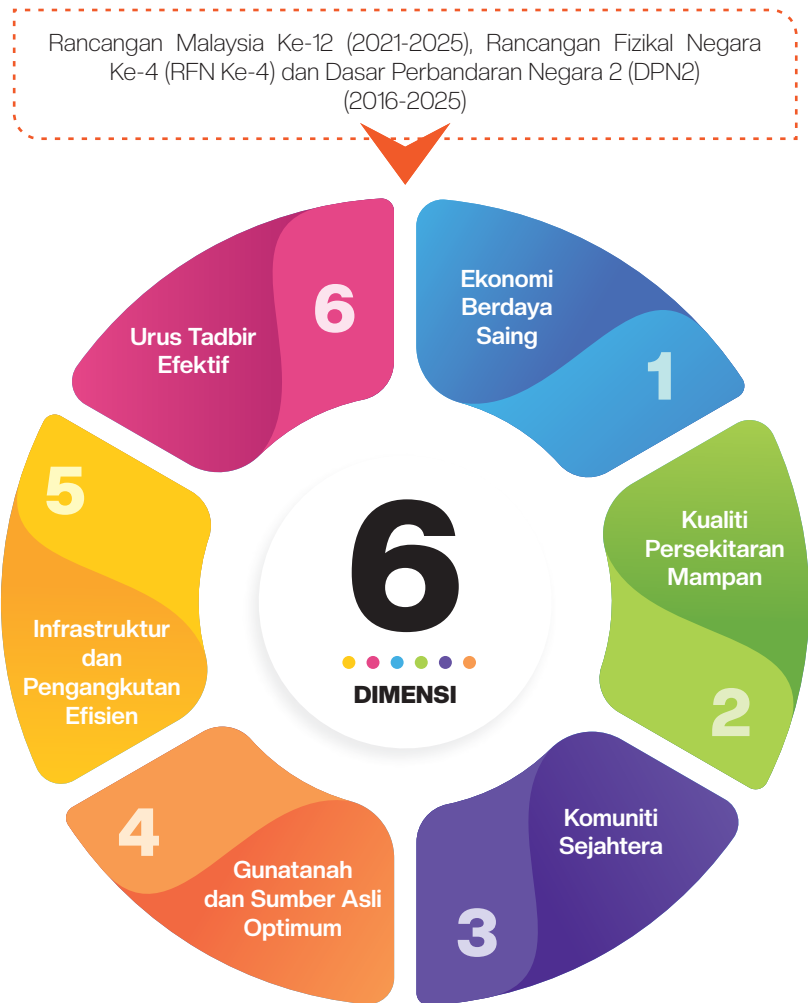 Rancangan Malaysia Ke-12 (2021-2025), Rancangan Fizikal Negara
Ke-4 (RFN Ke-4) dan Dasar Perbandaran Negara 2 (DPN2)
(2016-2025)
Ekonomi
Berdaya
Saing
1
Kualiti
Persekitaran
Mampan
2
Komuniti
Sejahtera
3
4
Gunatanah
dan Sumber Asli
Optimum
5
Infrastruktur
dan
Pengangkutan
Efisien
6
Urus Tadbir
Efektif
6
DIMENSI